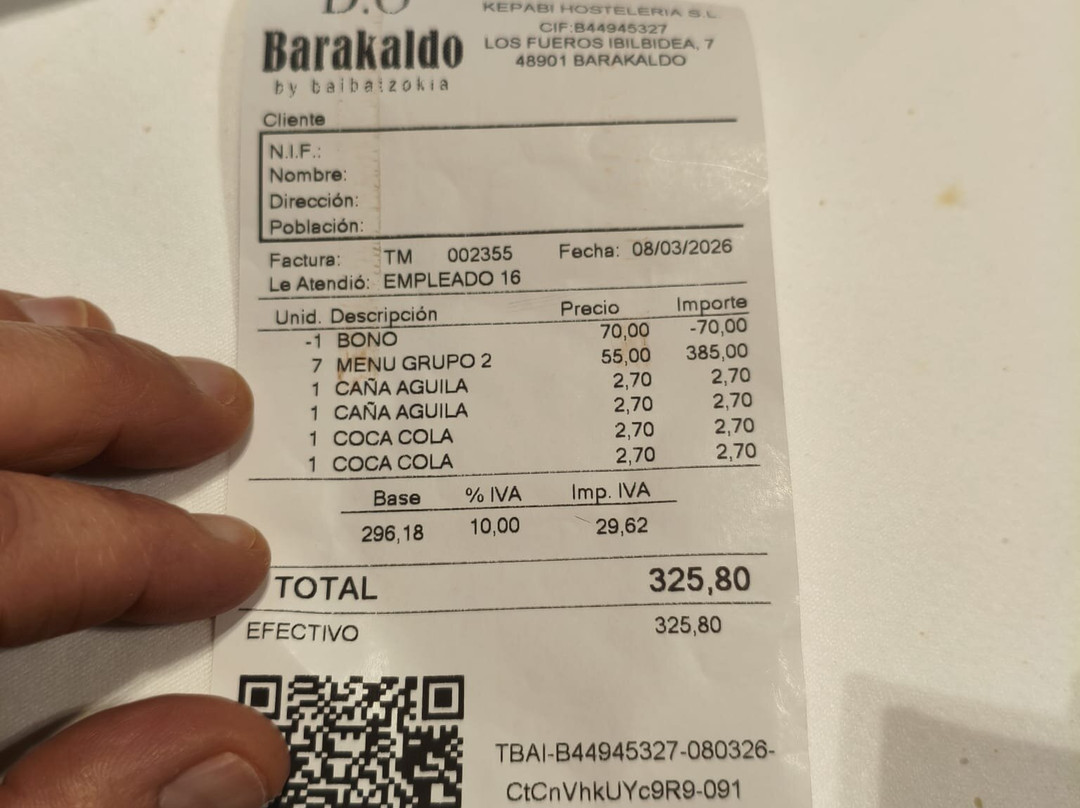 D.O
Barakaldo
by baibaizokia
KEPABI HOSTELERIA S.L
CIF:B44945327
LOS FUEROS IBILBIDEA, 7
48901 BARAKALDO
Cliente
N.I.F.:
Nombre:
Dirección:
Población:
Factura: TM 002355 Fecha: 08/03/2026
Le Atendió: EMPLEADO 16
Unid. Descripción Precio Importe
-1 BONO 70,00 -70,00
7 MENU GRUPO 2 55,00 385,00
1 CAÑA AGUILA 2,70 2,70
1 CAÑA AGUILA 2,70 2,70
1 COCA COLA 2,70 2,70
1 COCA COLA 2,70 2,70
Base % IVA Imp. IVA
296,18 10,00 29,62
TOTAL 325,80
EFECTIVO 325,80
TBAI-B44945327-080326-
CtCnVhkUYc9R9-091